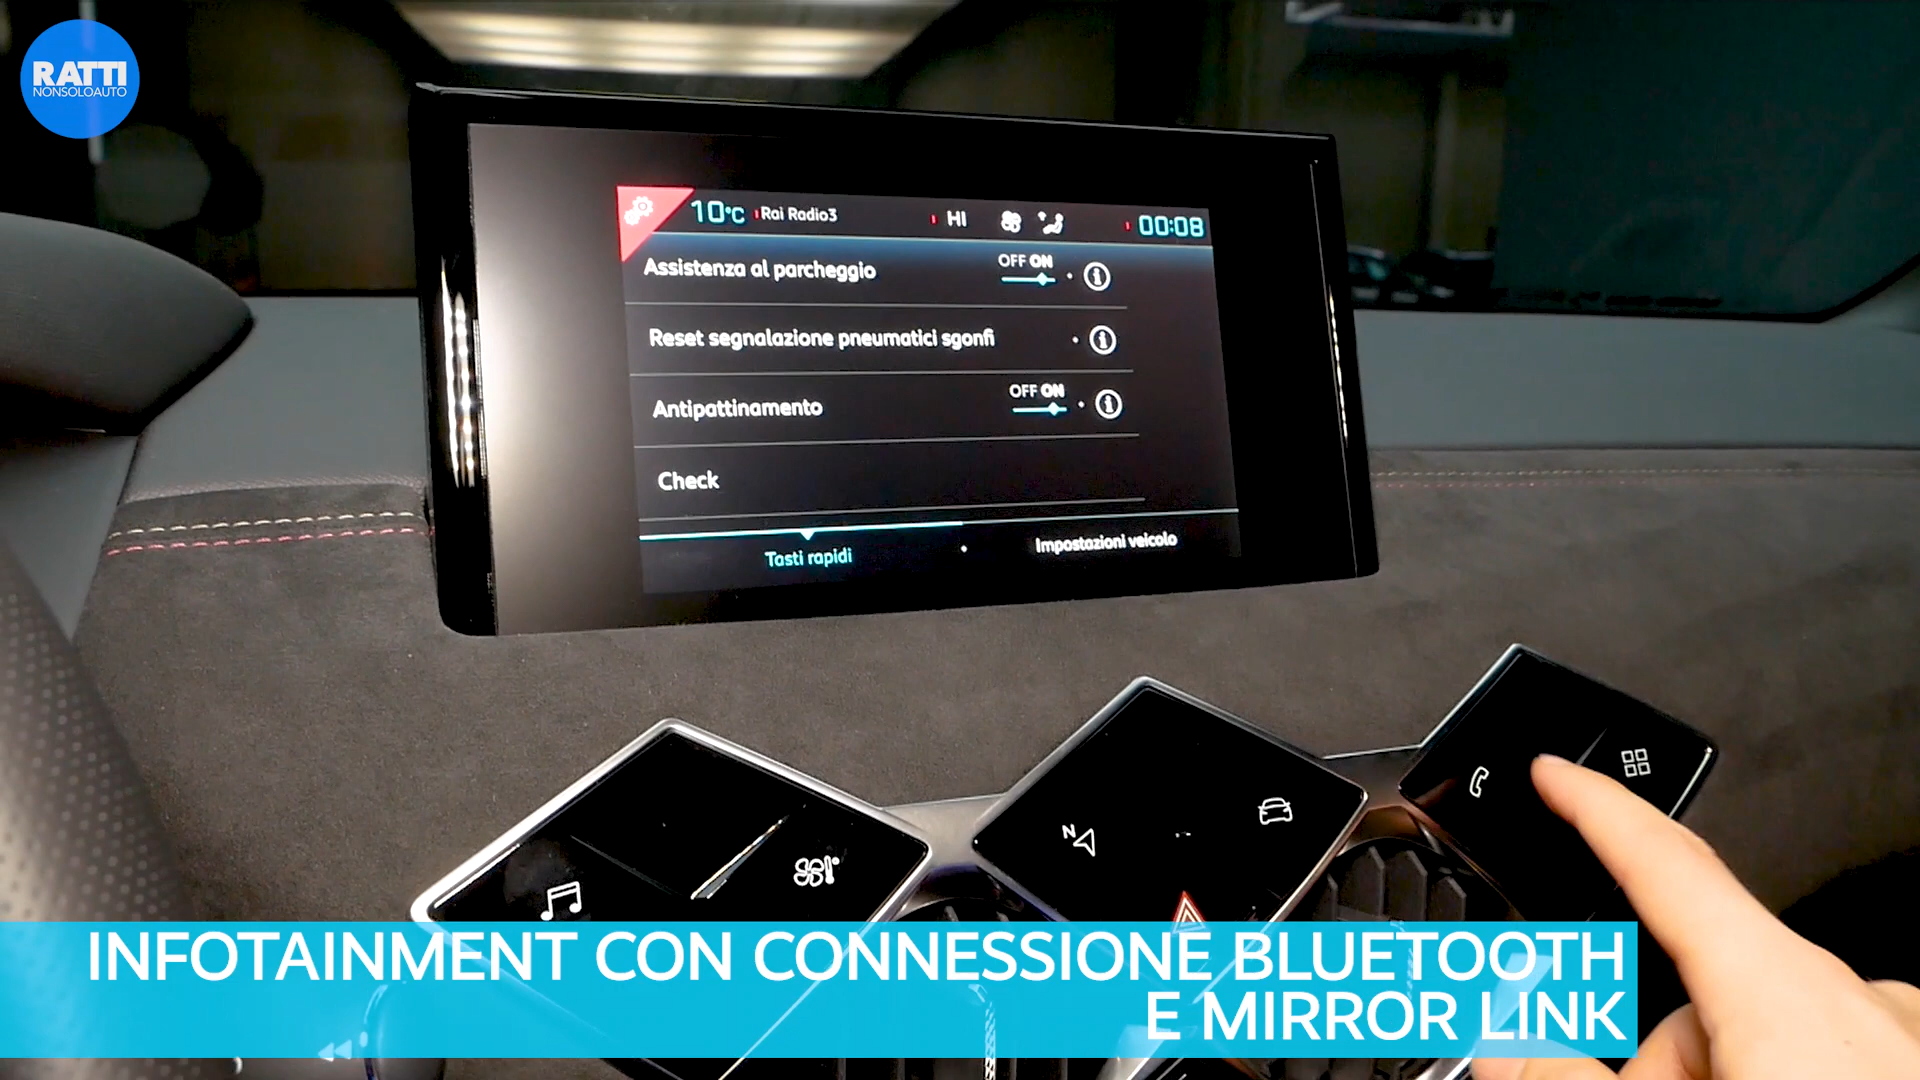 RATTI
NONSOLOAUTO
10°C Rai Radio3 HI 00:08
Assistenza al parcheggio OFF ON
Reset segnalazione pneumatici sgonfi
Antipattinamento OFF ON
Check
Tasti rapidi Impostazioni veicolo
N
INFOTAINMENT CON CONNESSIONE BLUETOOTH
E MIRROR LINK